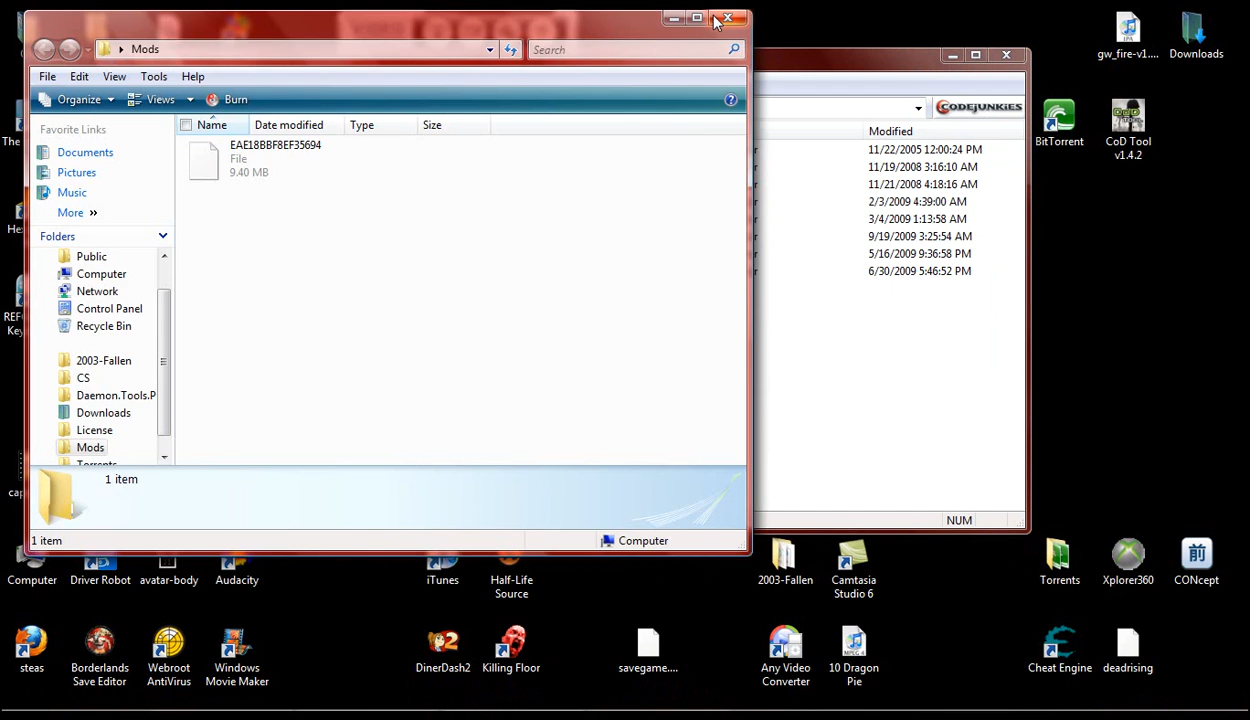 Mods
Search
File Edit View Tools Help
Organize Views Burn
Favorite Links
Documents
Pictures
Music
More »
Folders
Public
Computer
Network
Control Panel
Recycle Bin
2003-Fallen
CS
Daemon.Tools.P
Downloads
License
Mods
Torrents
Name Date modified Type Size
EAE18BBF8EF35694
File
9.40 MB
1 item
1 item
Computer
CODEJUNKIES
Modified
11/22/2005 12:00:24 PM
11/19/2008 3:16:10 AM
11/21/2008 4:18:16 AM
2/3/2009 4:39:00 AM
3/4/2009 1:13:58 AM
9/19/2009 3:25:54 AM
5/16/2009 9:36:58 PM
6/30/2009 5:46:52 PM
NUM
gw_fire-v1....
Downloads
The
BitTorrent
CoD Tool
v1.4.2
Hex
REFO
Key
cap
Computer
Driver Robot
avatar-body
Audacity
iTunes
Half-Life
Source
2003-Fallen
Camtasia
Studio 6
Torrents
Xplorer360
前
CONcept
steas
Borderlands
Save Editor
Webroot
AntiVirus
Windows
Movie Maker
DinerDash2
Killing Floor
savegame....
Any Video
Converter
MPEG 4
10 Dragon
Pie
Cheat Engine
deadrising